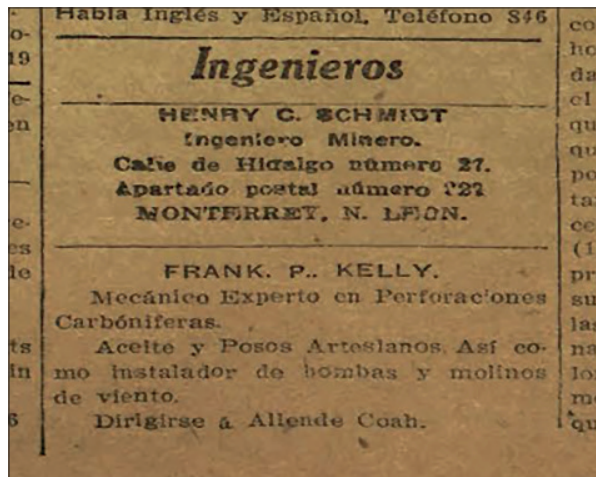 Habla Inglés y Español. Teléfono 846
Ingenieros
HENRY C. SCHMIDT
Ingeniero Minero.
Calle de Hidalgo número 27.
Apartado postal número
MONTERREY, N. LEON.
FRANK. P.. KELLY.
Mecánico Experto en Perforaciones
Carbóniferas.
Aceite y Posos Artesianos. Así co-
mo instalador de bombas y molinos
de viento.
Dirigirse á Allende Coah.